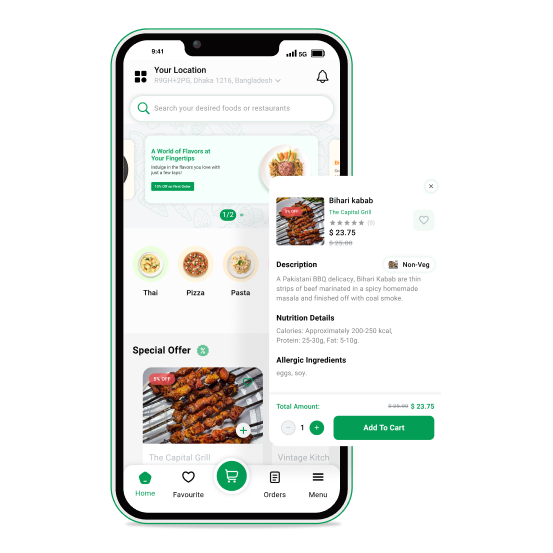 9:41
5G
Your Location
R9GH+2PG, Dhaka 1216, Bangladesh
Search your desired foods or restaurants
A World of Flavors at
Your Fingertips
Indulge in the flavors you love with
just a few taps!
10% Off on First Order
1/2
Thai
Pizza
Pasta
Special Offer
5% OFF
The Capital Grill
Vintage Kitch
Home
Favourite
Orders
Menu
5% OFF
Bihari kabab
The Capital Grill
(0)
$ 23.75
$ 25.00
Description
Non-Veg
A Pakistani BBQ delicacy, Bihari Kabab are thin
strips of beef marinated in a spicy homemade
masala and finished off with coal smoke.
Nutrition Details
Calories: Approximately 200-250 kcal,
Protein: 25-30g, Fat: 5-10g.
Allergic Ingredients
eggs, soy.
Total Amount:
$ 25.00 $ 23.75
1
Add To Cart